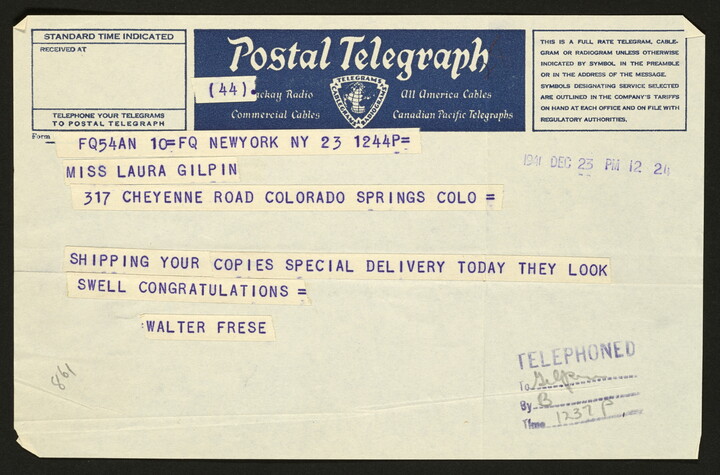 STANDARD TIME INDICATED
RECEIVED AT
TELEPHONE YOUR TELEGRAMS
TO POSTAL TELEGRAPH
Postal Telegraph
(44).
Mackay Radio
All America Cables
Commercial Cables
Canadian Pacific Telegraphs
TELEGRAMS
CABLEGRAMS
RADIOGRAMS
THIS IS A FULL RATE TELEGRAM, CABLE-
GRAM OR RADIOGRAM UNLESS OTHERWISE
INDICATED BY SYMBOL IN THE PREAMBLE
OR IN THE ADDRESS OF THE MESSAGE.
SYMBOLS DESIGNATING SERVICE SELECTED
ARE OUTLINED IN THE COMPANY'S TARIFFS
ON HAND AT EACH OFFICE AND ON FILE WITH
REGULATORY AUTHORITIES.
Form
FQ54AN 10=FQ NEWYORK NY 23 1244P=
DEC 23 PM 12 24
MISS LAURA GILPIN
317 CHEYENNE ROAD COLORADO SPRINGS COLO =
SHIPPING YOUR COPIES SPECIAL DELIVERY TODAY THEY LOOK
SWELL CONGRATULATIONS =
:WALTER FRESE
861
TELEPHONED
To Gilpin
By B
Time 1237p